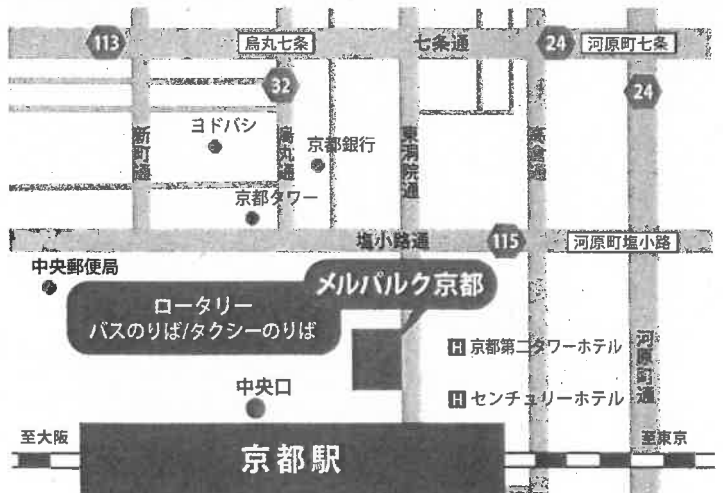 113
烏丸七条
七条通
24
河原町七条
32
24
ヨドバシ
京都銀行
新町通
烏丸通
東洞院通
高倉通
京都タワー
塩小路通
115
河原町塩小路
中央郵便局
メルパルク京都
ロータリー
バスのりば/タクシーのりば
H 京都第二タワーホテル
河原町通
中央口
H センチュリーホテル
至大阪
至東京
京都駅